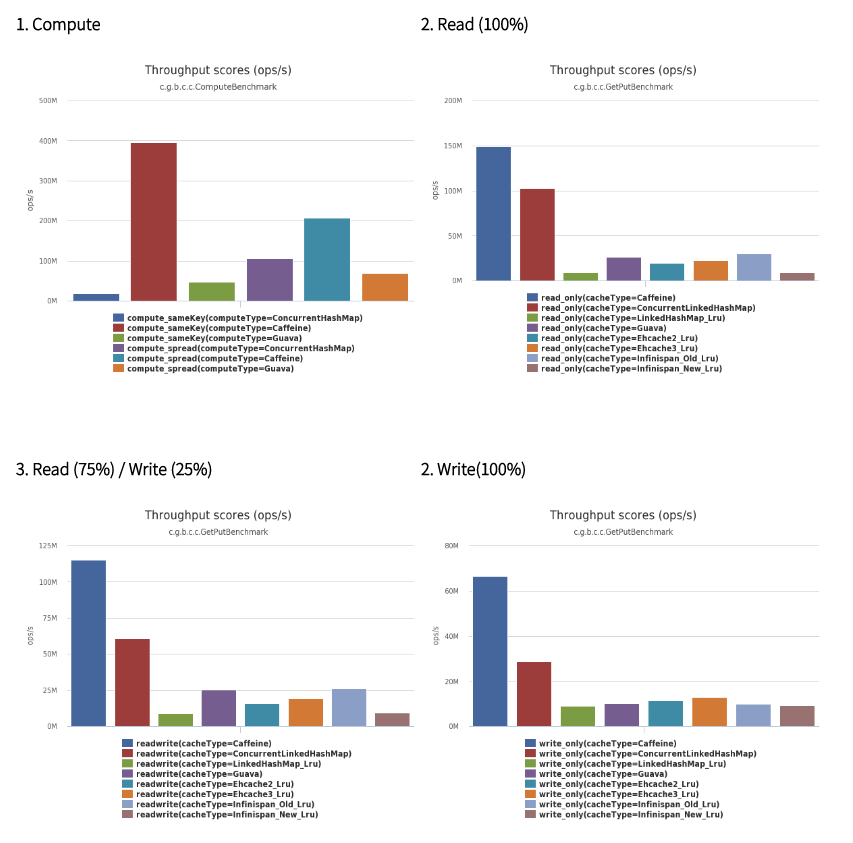 1. Compute
Throughput scores (ops/s)
c.g.b.c.c.ComputeBenchmark
500M
400M
300M
200M
100M
0M
ops/s
compute_sameKey(computeType=ConcurrentHashMap)
compute_sameKey(computeType=Caffeine)
compute_sameKey(computeType=Guava)
compute_spread(computeType=ConcurrentHashMap)
compute_spread(computeType=Caffeine)
compute_spread(computeType=Guava)
2. Read (100%)
Throughput scores (ops/s)
c.g.b.c.c.GetPutBenchmark
200M
150M
100M
50M
0M
ops/s
read_only(cacheType=Caffeine)
read_only(cacheType=ConcurrentLinkedHashMap)
read_only(cacheType=LinkedHashMap_Lru)
read_only(cacheType=Guava)
read_only(cacheType=Ehcache2_Lru)
read_only(cacheType=Ehcache3_Lru)
read_only(cacheType=Infinispan_Old_Lru)
read_only(cacheType=Infinispan_New_Lru)
3. Read (75%) / Write (25%)
Throughput scores (ops/s)
c.g.b.c.c.GetPutBenchmark
125M
100M
75M
50M
25M
0M
ops/s
readwrite(cacheType=Caffeine)
readwrite(cacheType=ConcurrentLinkedHashMap)
readwrite(cacheType=LinkedHashMap_Lru)
readwrite(cacheType=Guava)
readwrite(cacheType=Ehcache2_Lru)
readwrite(cacheType=Ehcache3_Lru)
readwrite(cacheType=Infinispan_Old_Lru)
readwrite(cacheType=Infinispan_New_Lru)
2. Write(100%)
Throughput scores (ops/s)
c.g.b.c.c.GetPutBenchmark
80M
60M
40M
20M
0M
ops/s
write_only(cacheType=Caffeine)
write_only(cacheType=ConcurrentLinkedHashMap)
write_only(cacheType=LinkedHashMap_Lru)
write_only(cacheType=Guava)
write_only(cacheType=Ehcache2_Lru)
write_only(cacheType=Ehcache3_Lru)
write_only(cacheType=Infinispan_Old_Lru)
write_only(cacheType=Infinispan_New_Lru)